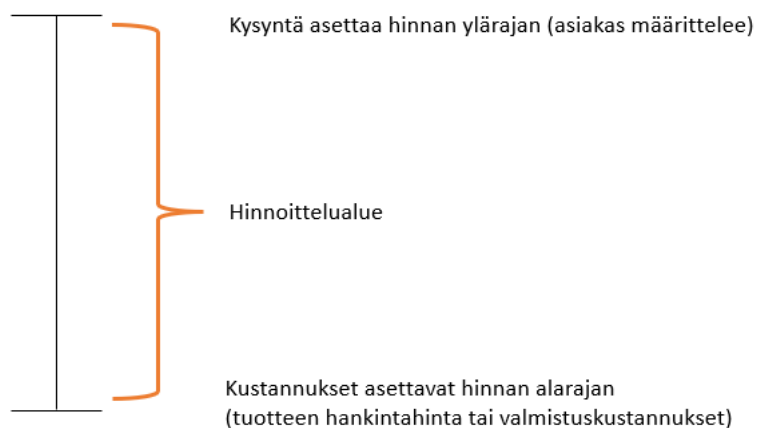 Kysyntä asettaa hinnan ylärajan (asiakas määrittelee)
Hinnoittelualue
Kustannukset asettavat hinnan alarajan
(tuotteen hankintahinta tai valmistuskustannukset)